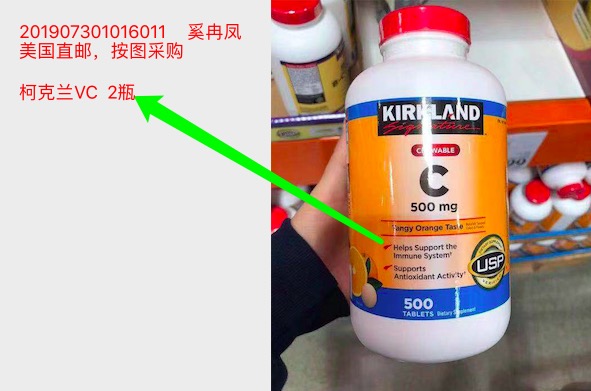 201907301016011 奚冉凤
美国直邮，按图采购
柯克兰VC 2瓶
KIRKLAND
Signature
CHEWABLE
C
500 mg
Tangy Orange Taste
Helps Support the
Immune System†
Supports
Antioxidant Activity†
USP
500
TABLETS Dietary Supplement